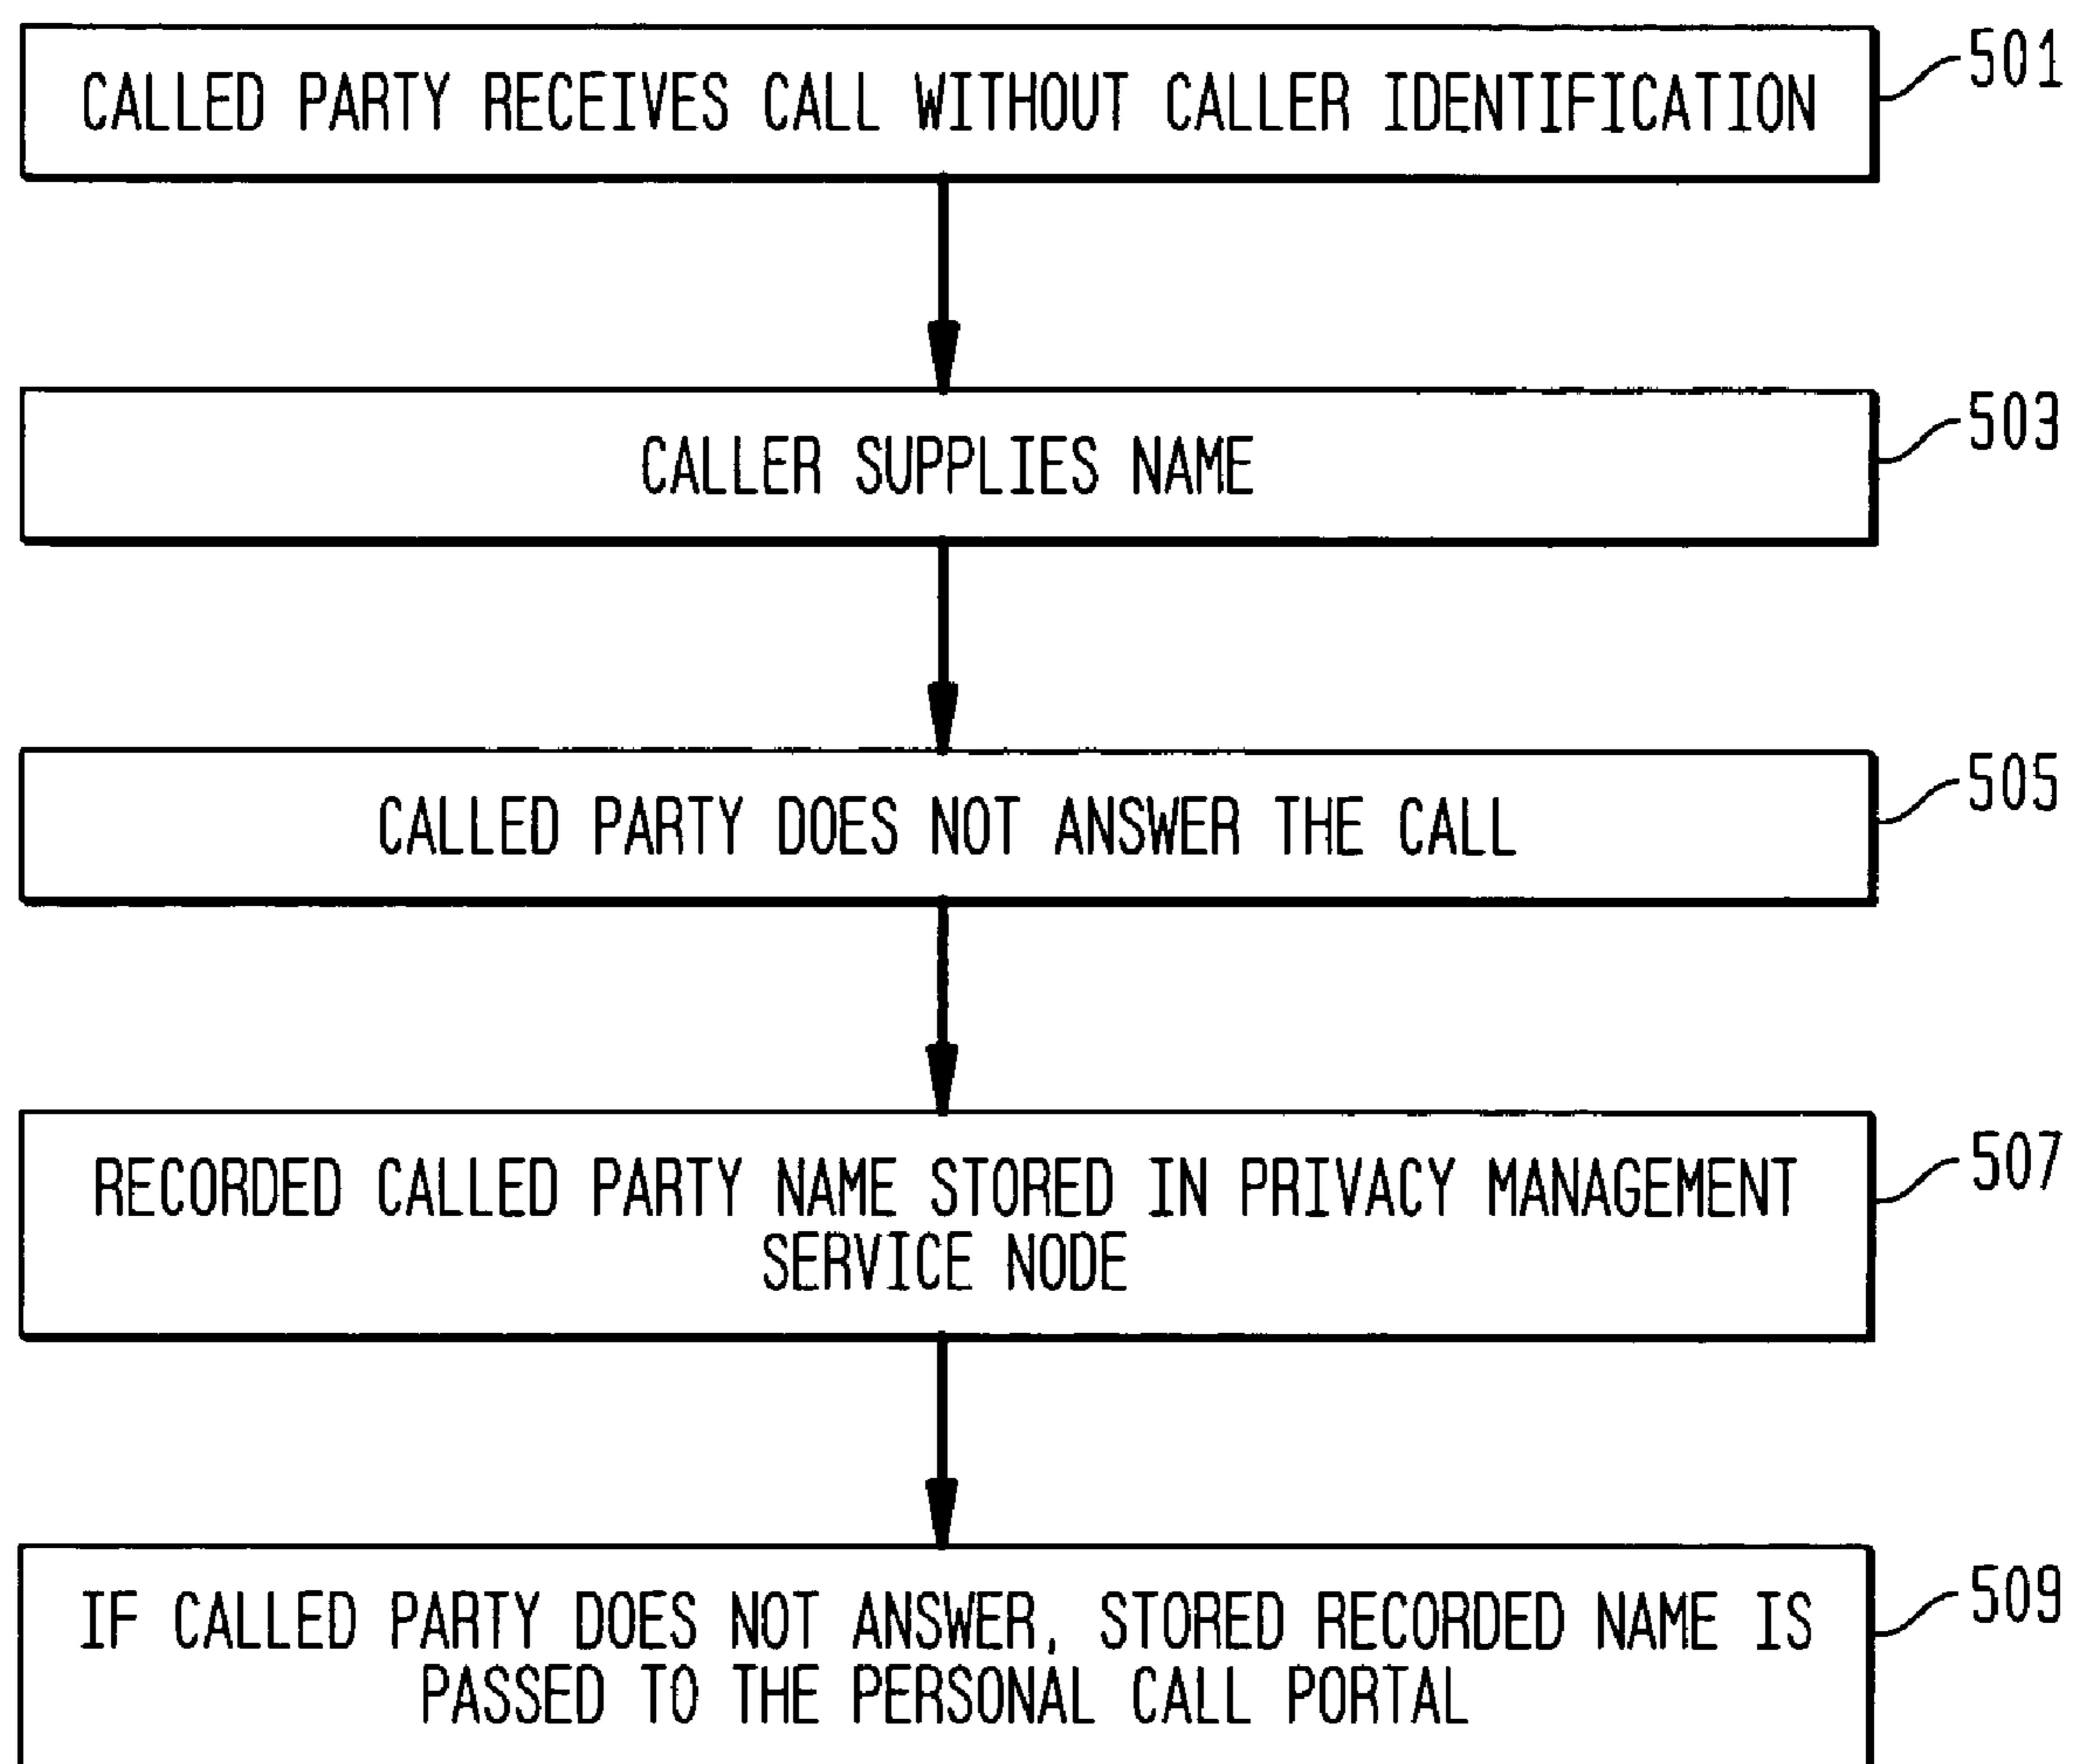 CALLED PARTY RECEIVES CALL WITHOUT CALLER IDENTIFICATION
501
CALLER SUPPLIES NAME
503
CALLED PARTY DOES NOT ANSWER THE CALL
505
RECORDED CALLED PARTY NAME STORED IN PRIVACY MANAGEMENT
SERVICE NODE
507
IF CALLED PARTY DOES NOT ANSWER, STORED RECORDED NAME IS
PASSED TO THE PERSONAL CALL PORTAL
509